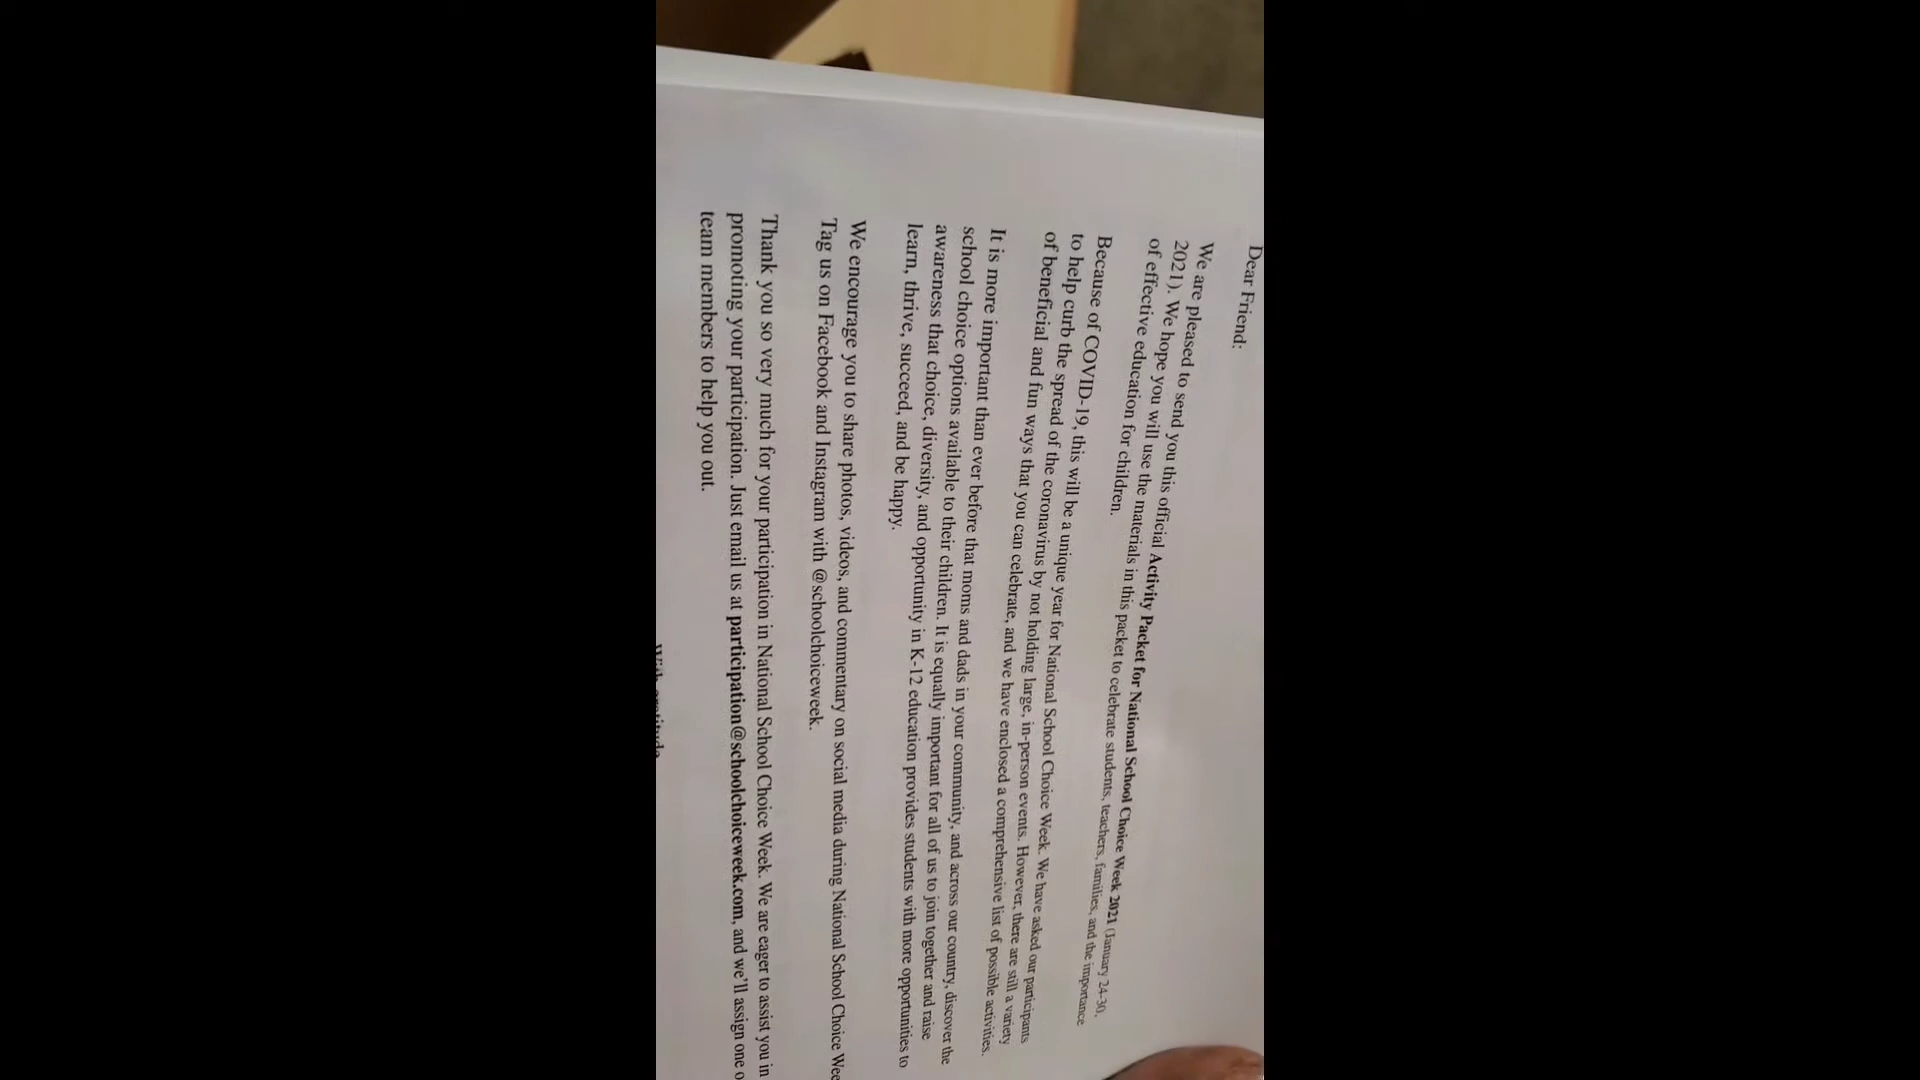 Dear Friend:
We are pleased to send you this official Activity Packet for National School Choice Week 2021 (January 24-30,
2021). We hope you will use the materials in this packet to celebrate students, teachers, families, and the importance
of effective education for children.
Because of COVID-19, this will be a unique year for National School Choice Week. We have asked our participants
to help curb the spread of the coronavirus by not holding large, in-person events. However, there are still a variety
of beneficial and fun ways that you can celebrate, and we have enclosed a comprehensive list of possible activities.
It is more important than ever before that moms and dads in your community, and across our country, discover the
school choice options available to their children. It is equally important for all of us to join together and raise
awareness that choice, diversity, and opportunity in K-12 education provides students with more opportunities to
learn, thrive, succeed, and be happy.
We encourage you to share photos, videos, and commentary on social media during National School Choice Wee
Tag us on Facebook and Instagram with @schoolchoiceweek.
Thank you so very much for your participation in National School Choice Week. We are eager to assist you in
promoting your participation. Just email us at participation@schoolchoiceweek.com, and we'll assign one o
team members to help you out.
With gratitude